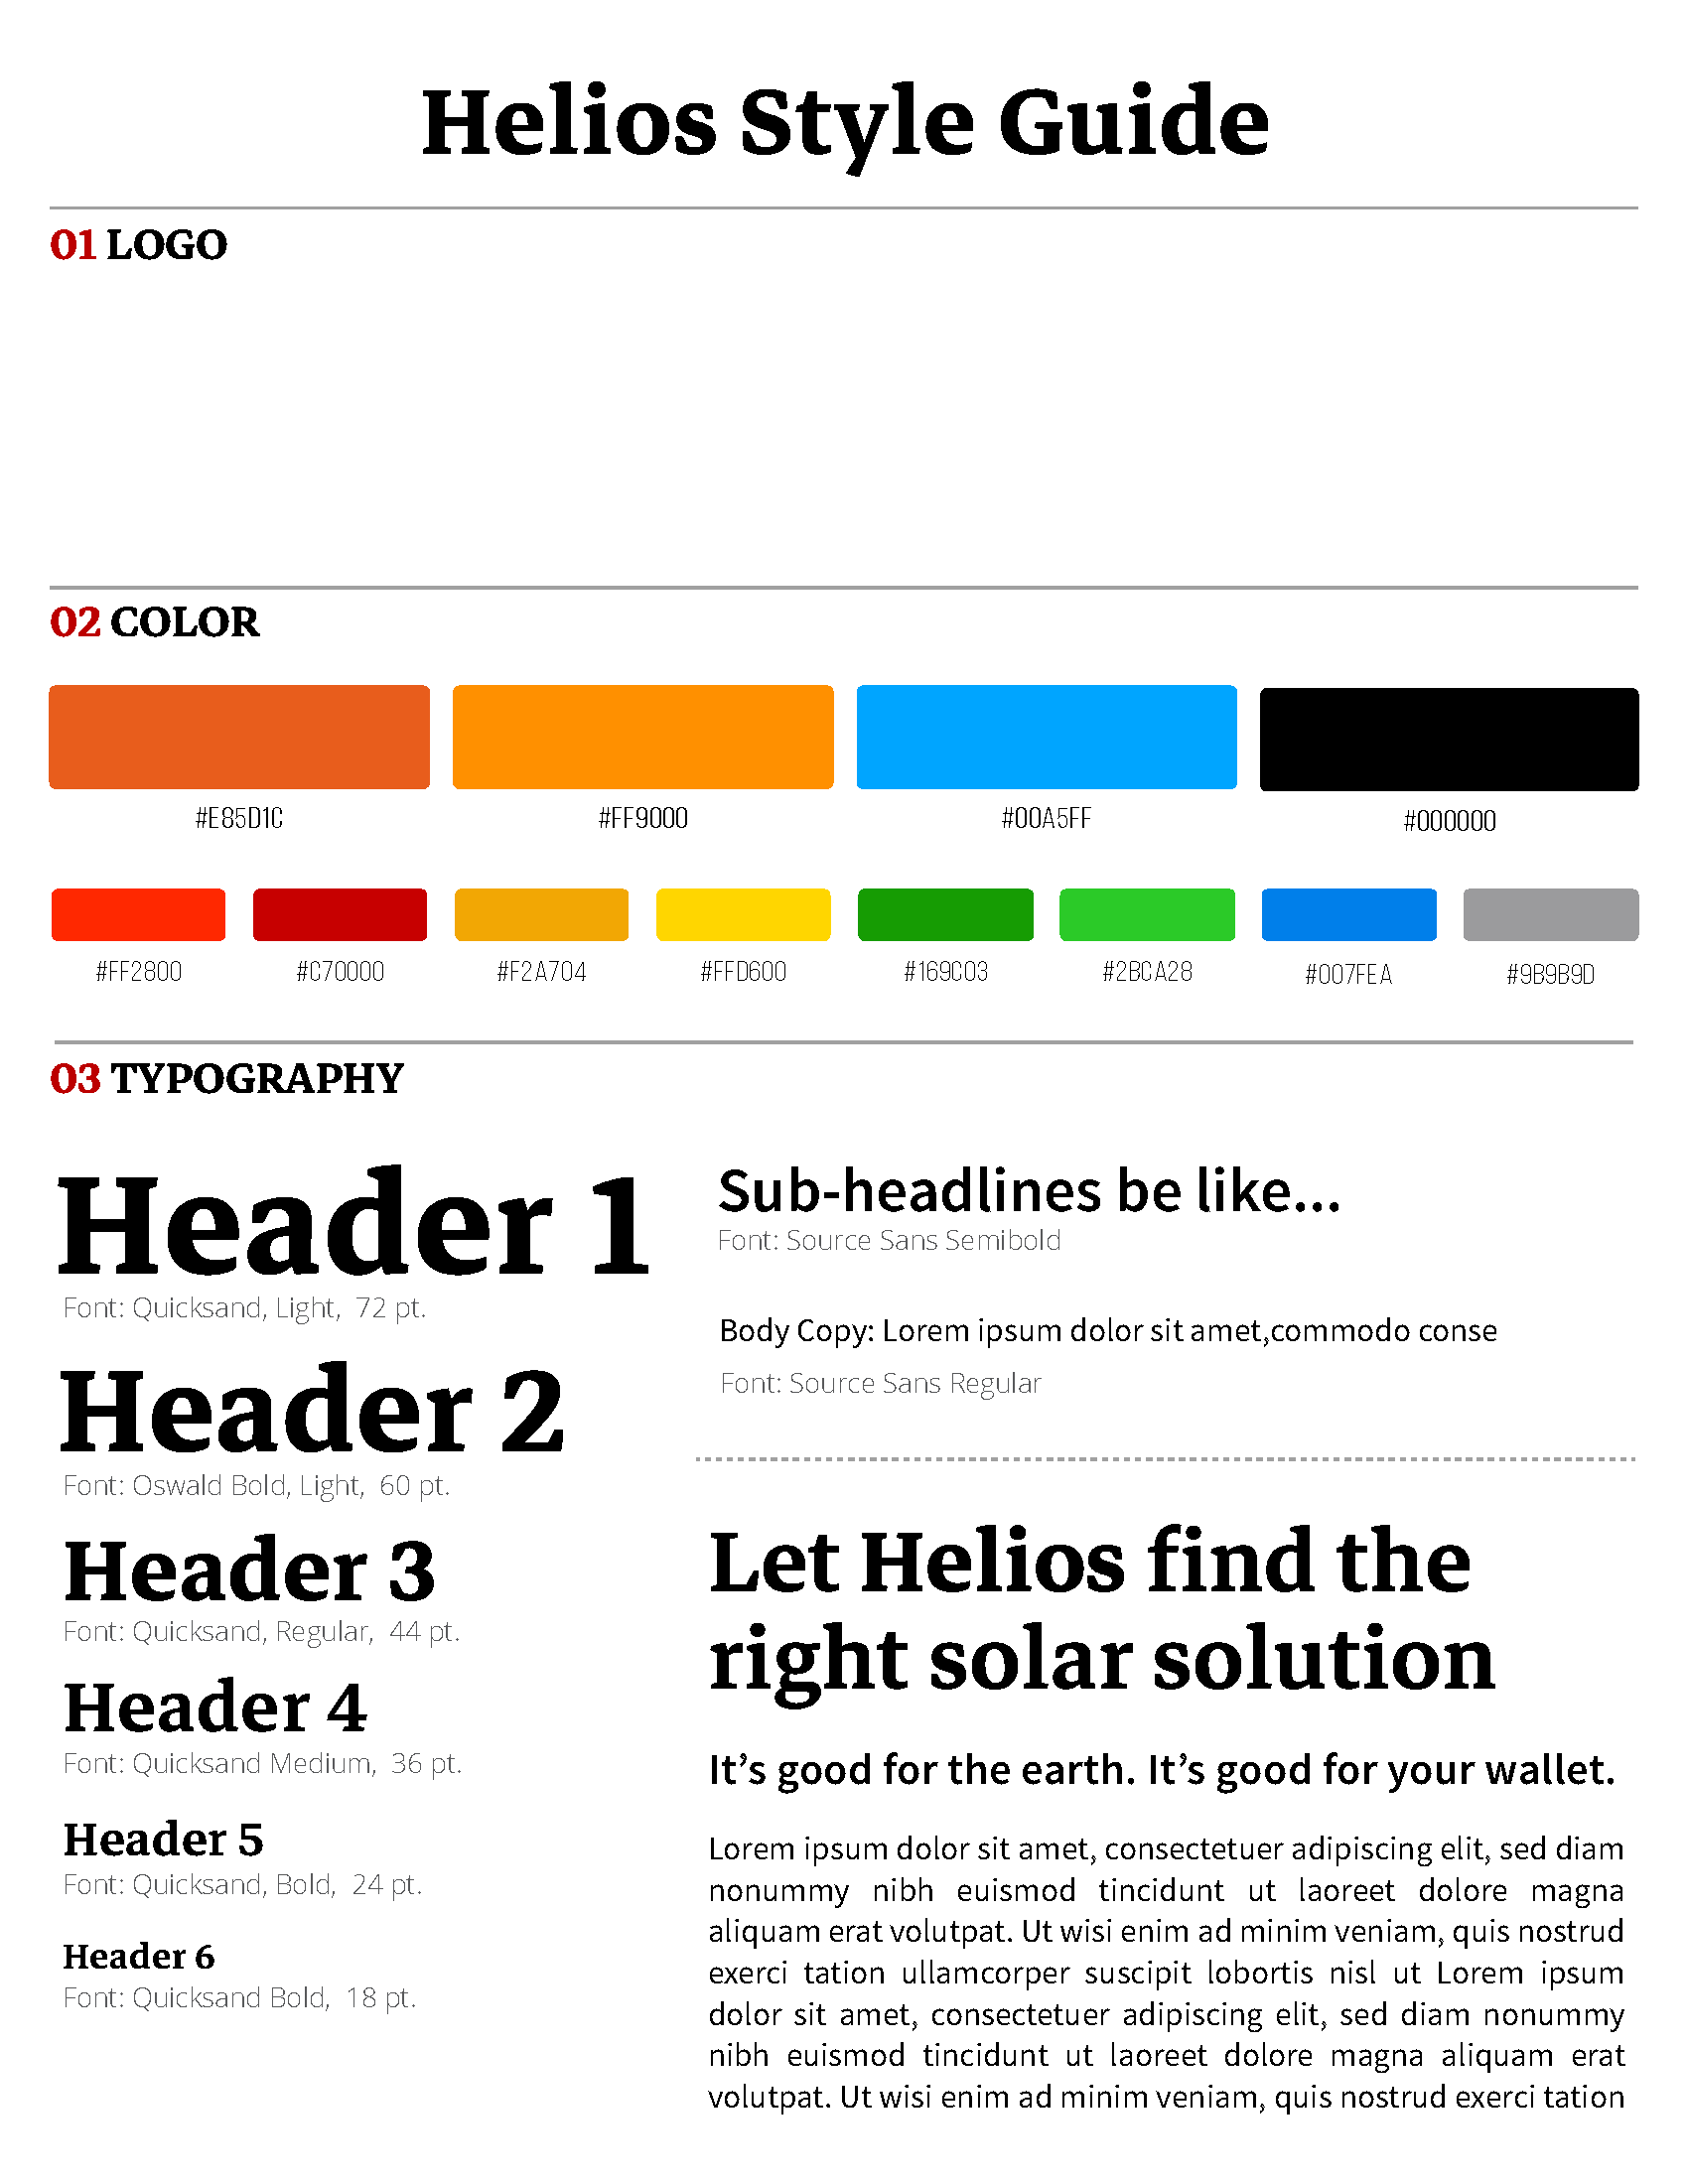 Helios Style Guide
01 LOGO
02 COLOR
#E85D1C
#FF9000
#00A5FF
#000000
#FF2800
#C70000
#F2A704
#FFD600
#169C03
#2BCA28
#007FEA
#9B9B9D
03 TYPOGRAPHY
Header 1
Font: Quicksand, Light, 72 pt.
Header 2
Font: Oswald Bold, Light, 60 pt.
Header 3
Font: Quicksand, Regular, 44 pt.
Header 4
Font: Quicksand Medium, 36 pt.
Header 5
Font: Quicksand, Bold, 24 pt.
Header 6
Font: Quicksand Bold, 18 pt.
Sub-headlines be like...
Font: Source Sans Semibold
Body Copy: Lorem ipsum dolor sit amet,commodo conse
Font: Source Sans Regular
Let Helios find the
right solar solution
It’s good for the earth. It’s good for your wallet.
Lorem ipsum dolor sit amet, consectetuer adipiscing elit, sed diam
nonummy nibh euismod tincidunt ut laoreet dolore magna
aliquam erat volutpat. Ut wisi enim ad minim veniam, quis nostrud
exerci tation ullamcorper suscipit lobortis nisl ut Lorem ipsum
dolor sit amet, consectetuer adipiscing elit, sed diam nonummy
nibh euismod tincidunt ut laoreet dolore magna aliquam erat
volutpat. Ut wisi enim ad minim veniam, quis nostrud exerci tation